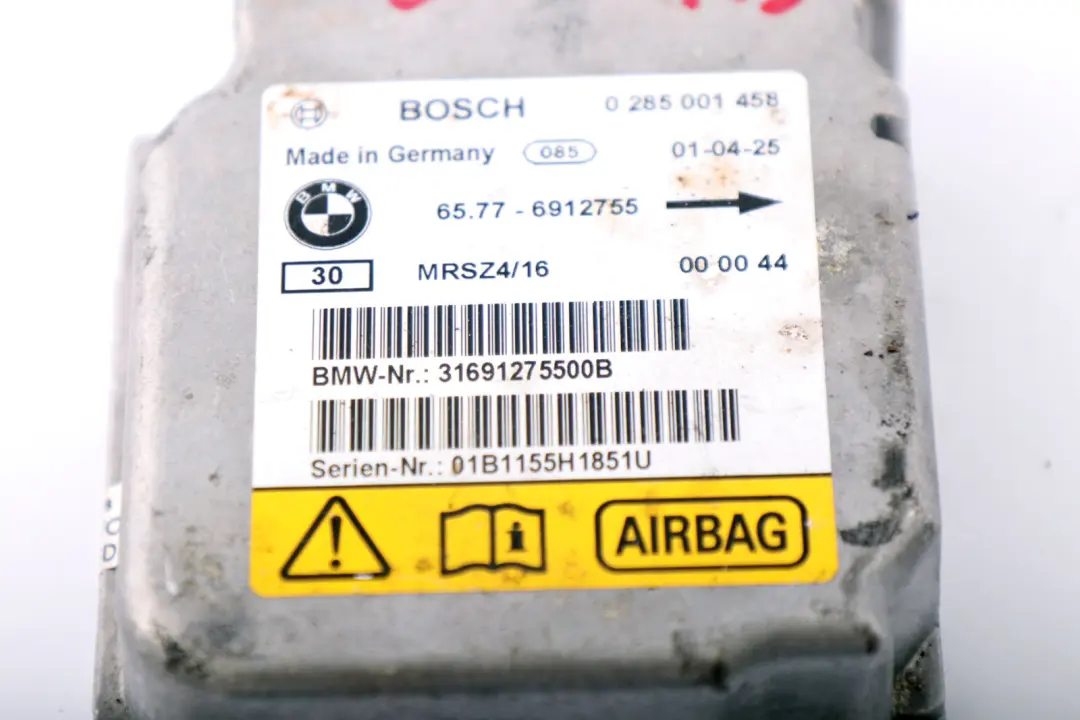 BOSCH 0 285 001 458
Made in Germany 085 01-04-25
BMW 65.77 - 6912755
30 MRSZ4/16 00 00 44
BMW-Nr.: 31691275500B
Serien-Nr.: 01B1155H1851U
AIRBAG
C
D